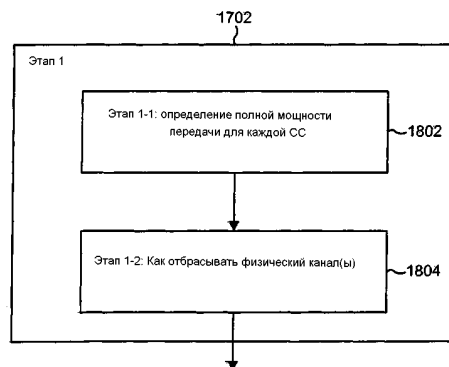 1702
Этап 1
Этап 1-1: определение полной мощности
передачи для каждой СС
1802
Этап 1-2: Как отбрасывать физический канал(ы)
1804